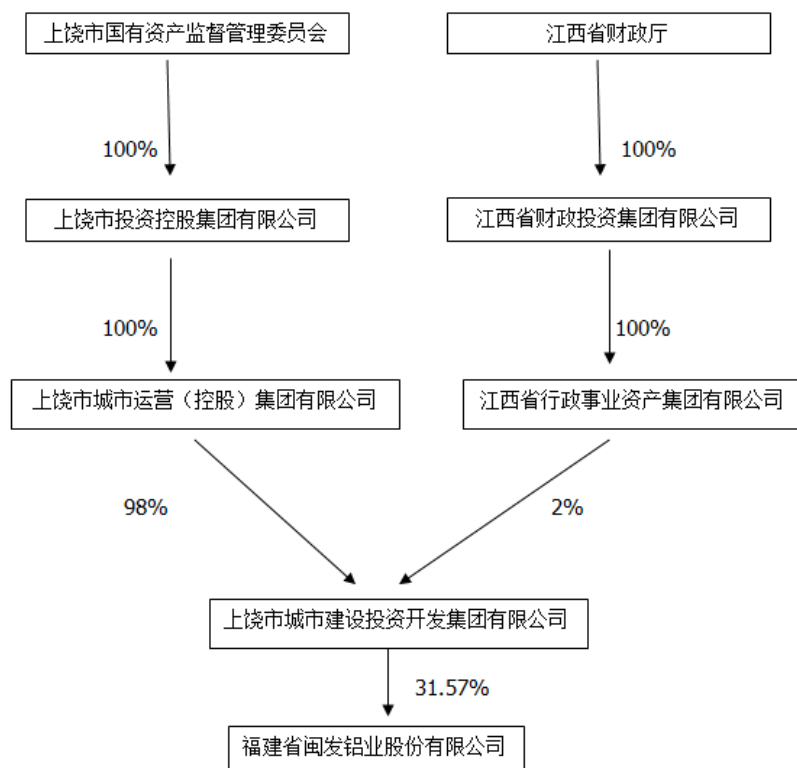 上饶市国有资产监督管理委员会
江西省财政厅
100%
100%
上饶市投资控股集团有限公司
江西省财政投资集团有限公司
100%
100%
上饶市城市运营（控股）集团有限公司
江西省行政事业资产集团有限公司
98%
2%
上饶市城市建设投资开发集团有限公司
31.57%
福建省闽发铝业股份有限公司